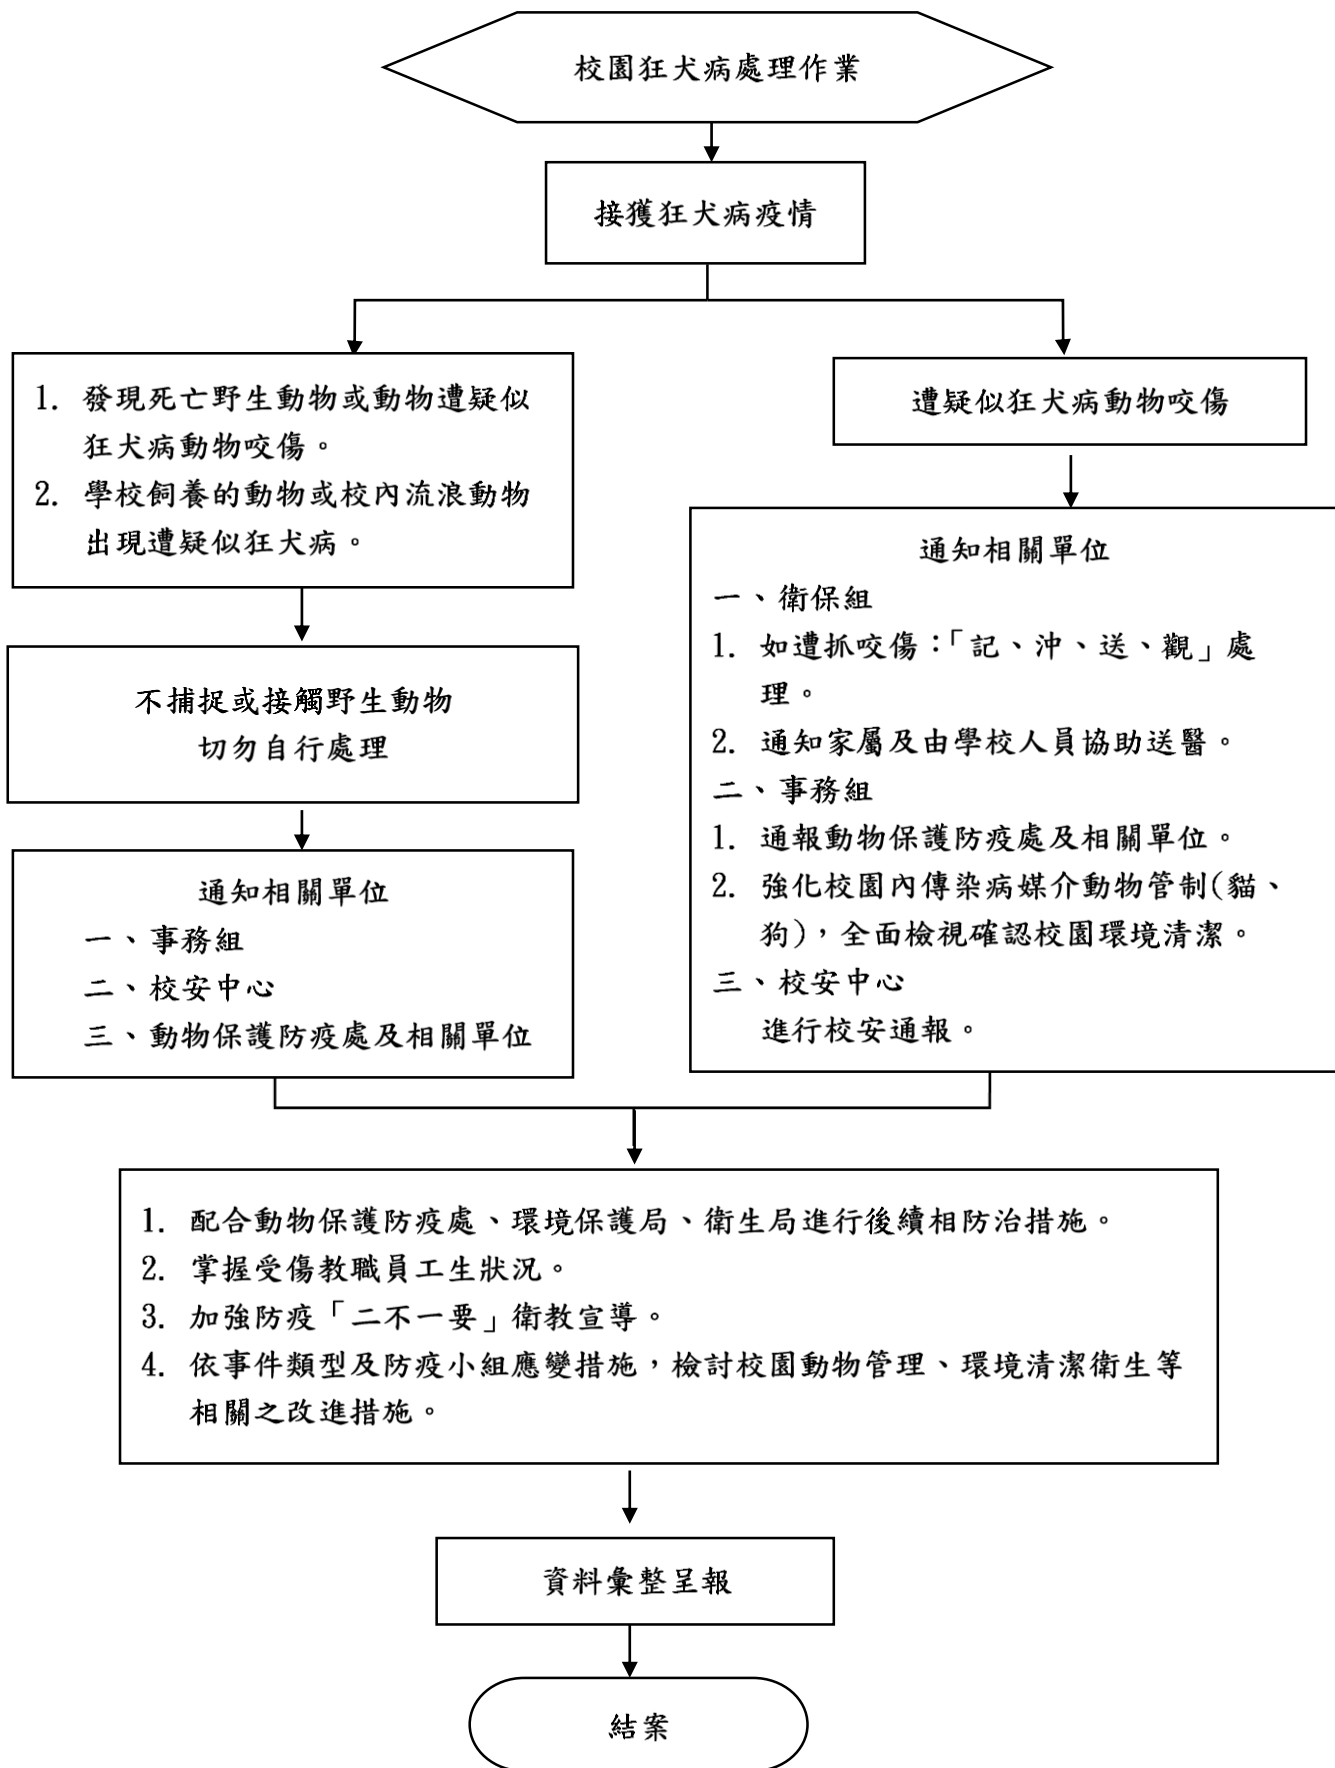 校園狂犬病處理作業
接獲狂犬病疫情
1. 發現死亡野生動物或動物遭疑似
狂犬病動物咬傷。
2. 學校飼養的動物或校內流浪動物
出現遭疑似狂犬病。
不捕捉或接觸野生動物
切勿自行處理
通知相關單位
一、事務組
二、校安中心
三、動物保護防疫處及相關單位
遭疑似狂犬病動物咬傷
通知相關單位
一、衛保組
1. 如遭抓咬傷：「記、沖、送、觀」處
理。
2. 通知家屬及由學校人員協助送醫。
二、事務組
1. 通報動物保護防疫處及相關單位。
2. 強化校園內傳染病媒介動物管制(貓、
狗)，全面檢視確認校園環境清潔。
三、校安中心
進行校安通報。
1. 配合動物保護防疫處、環境保護局、衛生局進行後續相防治措施。
2. 掌握受傷教職員工生狀況。
3. 加強防疫「二不一要」衛教宣導。
4. 依事件類型及防疫小組應變措施，檢討校園動物管理、環境清潔衛生等
相關之改進措施。
資料彙整呈報
結案